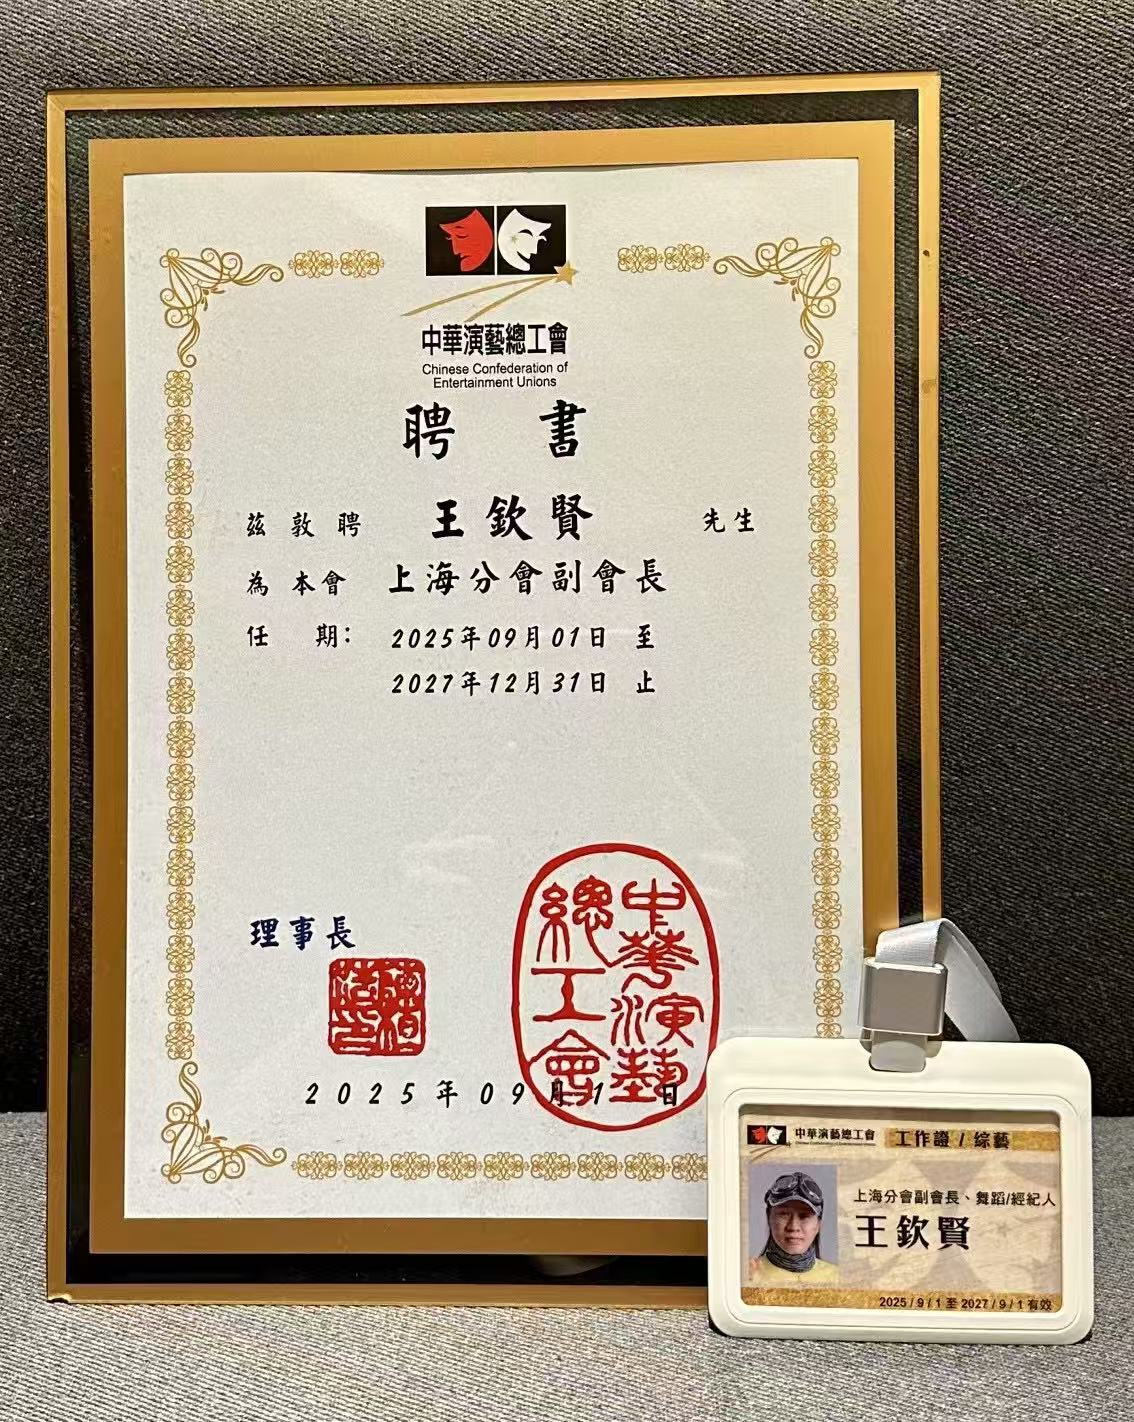 中華演藝總工會
Chinese Confederation of
Entertainment Unions
聘 書
茲敦聘 王欽賢 先生
為本會 上海分會副會長
任 期: 2025年09月01日 至
2027年12月31日 止
理事長
中華演藝
總工會
2025年09月1日
中華演藝總工會 工作證 / 綜藝
上海分會副會長、舞蹈/經紀人
王欽賢
2025 / 9 / 1 至 2027 / 9 / 1 有效